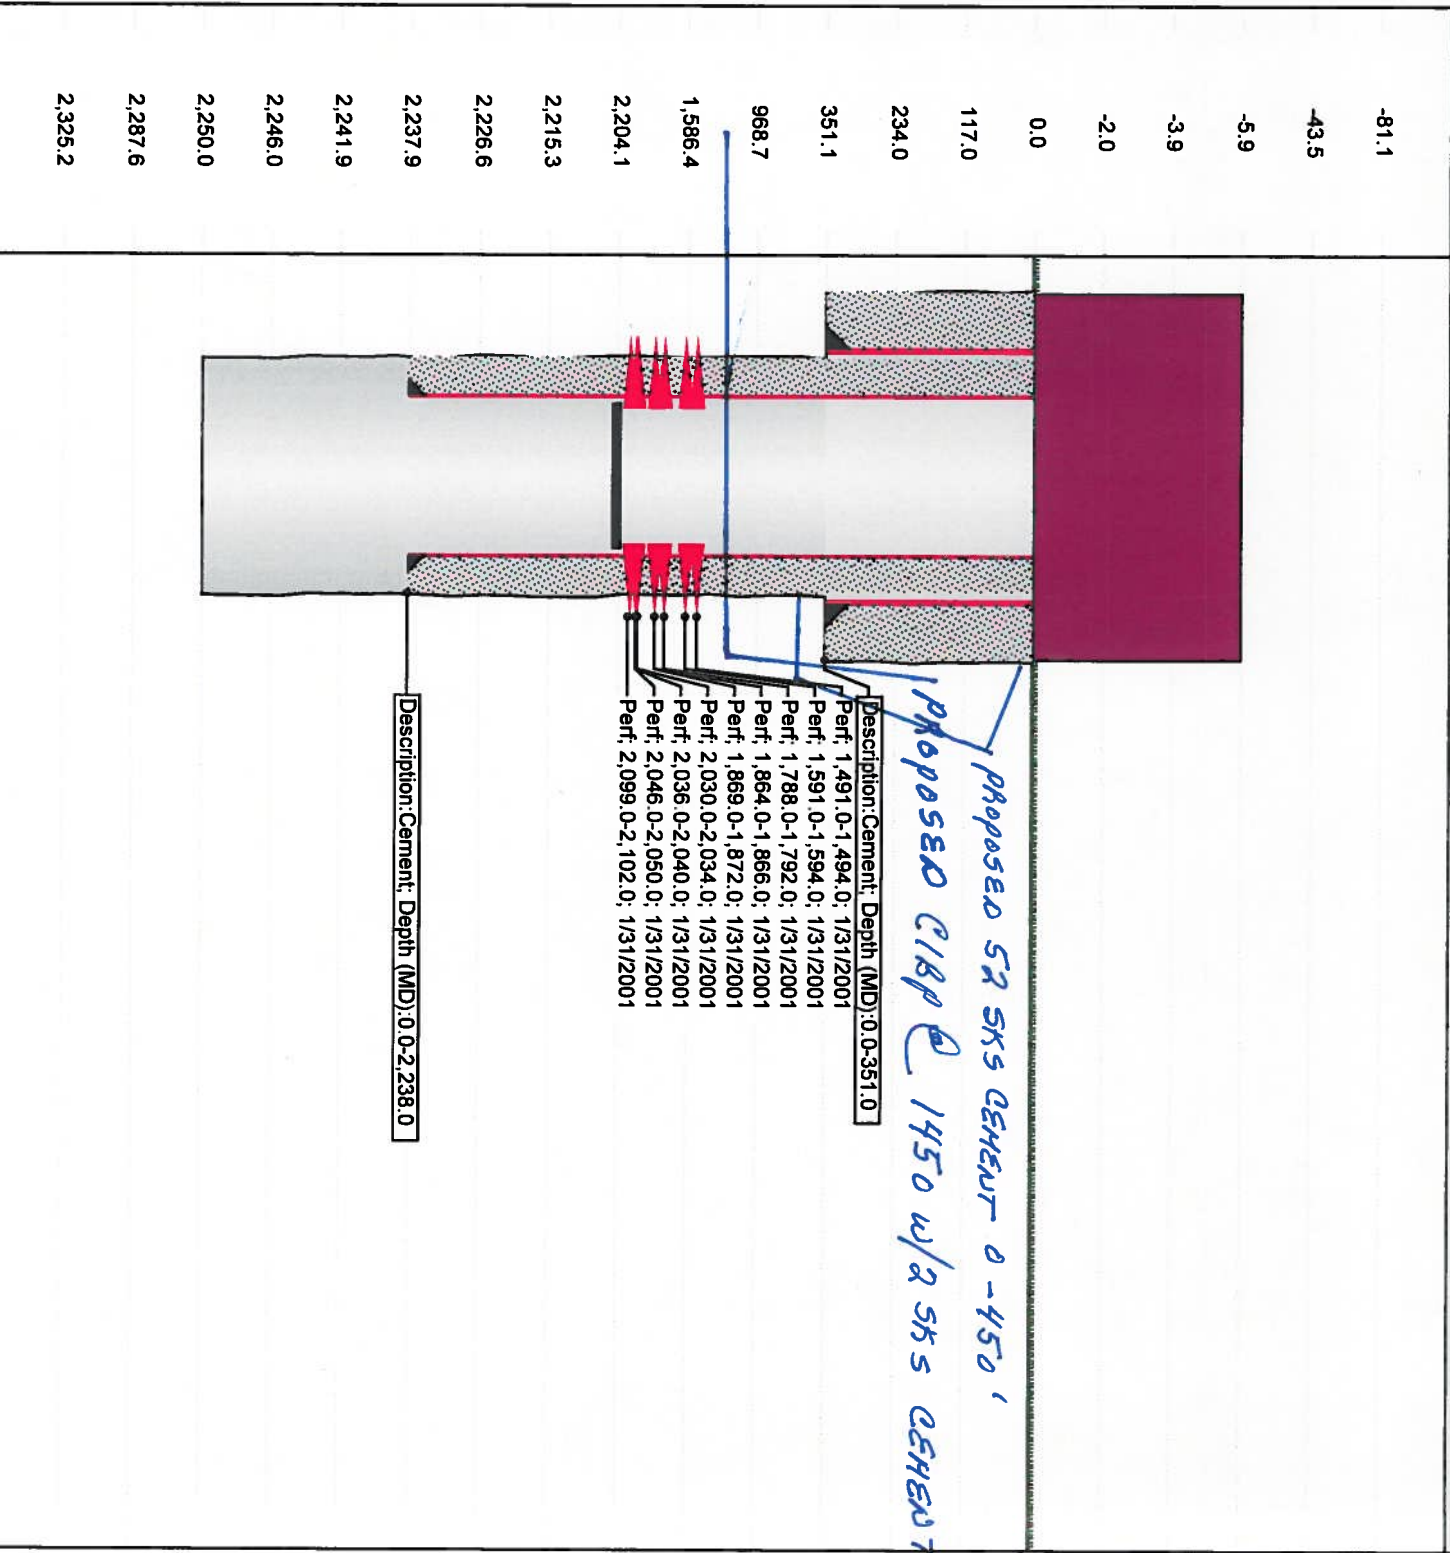 -81.1
-43.5
-5.9
-3.9
-2.0
0.0
117.0
234.0
351.1
968.7
1,586.4
2,204.1
2,215.3
2,226.6
2,237.9
2,241.9
2,246.0
2,250.0
2,287.6
2,325.2
PROPOSED 52 SKS CEMENT 0-450'
PROPOSED CIBP @ 1450 W/2 SKS CEMENT
Description:Cement; Depth (MD):0.0-351.0
Perf; 1,491.0-1,494.0; 1/31/2001
Perf; 1,591.0-1,594.0; 1/31/2001
Perf; 1,788.0-1,792.0; 1/31/2001
Perf; 1,864.0-1,866.0; 1/31/2001
Perf; 1,869.0-1,872.0; 1/31/2001
Perf; 2,030.0-2,034.0; 1/31/2001
Perf; 2,036.0-2,040.0; 1/31/2001
Perf; 2,046.0-2,050.0; 1/31/2001
Perf; 2,099.0-2,102.0; 1/31/2001
Description:Cement; Depth (MD):0.0-2,238.0